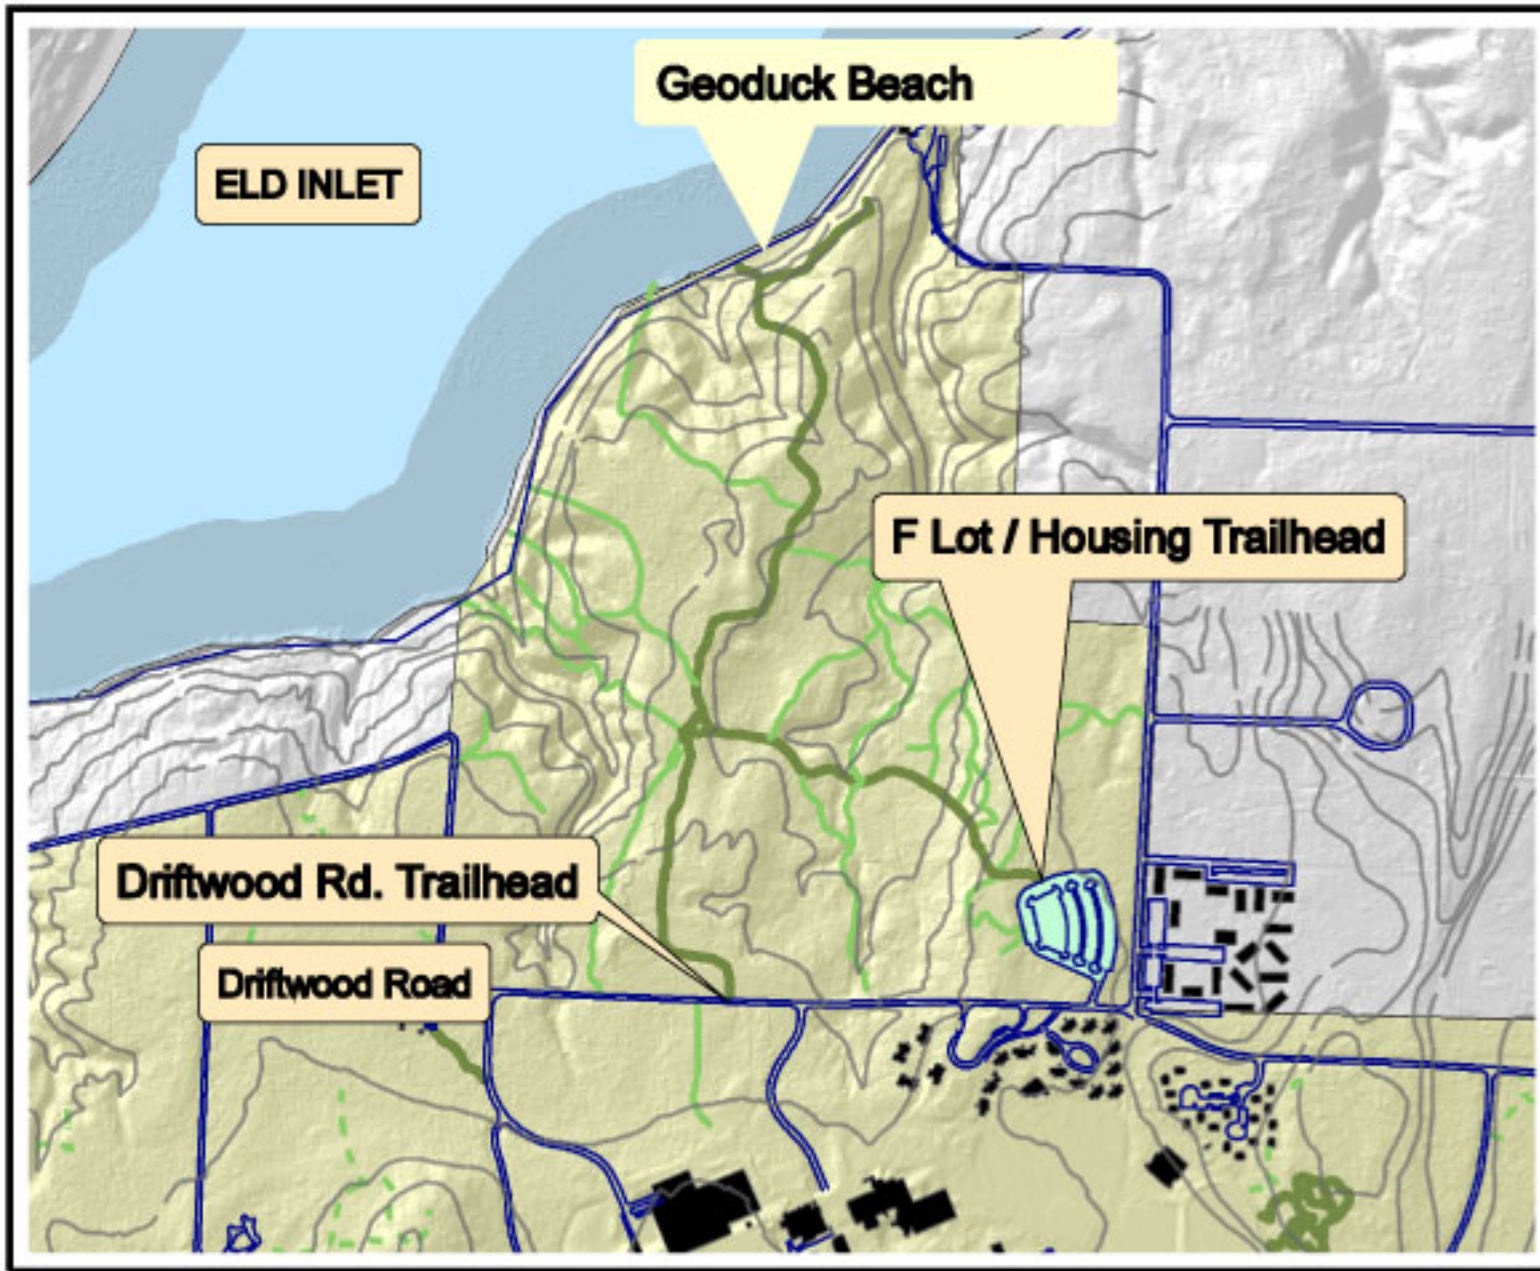 Geoduck Beach
ELD INLET
F Lot / Housing Trailhead
Driftwood Rd. Trailhead
Driftwood Road